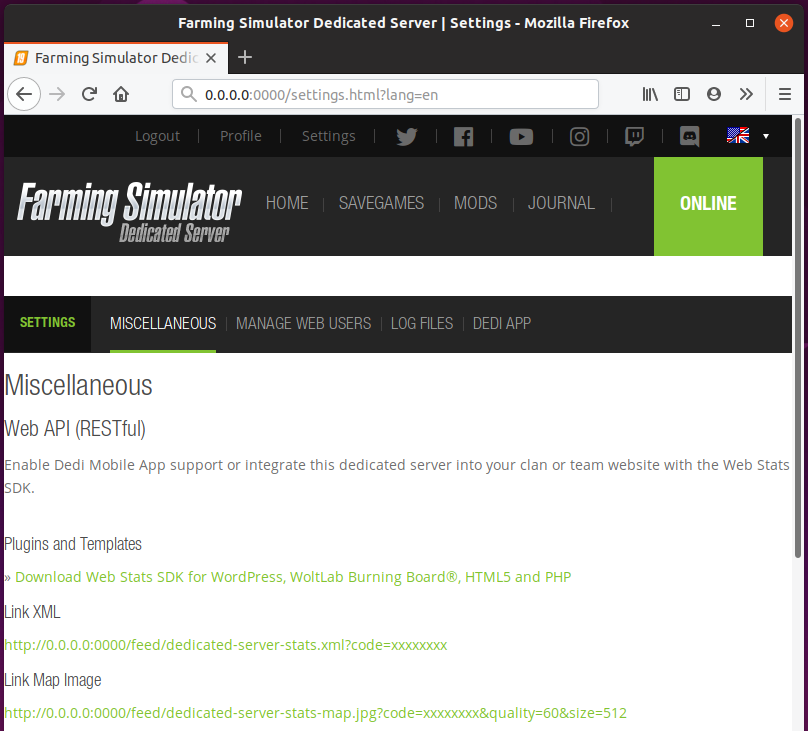 Farming Simulator Dedicated Server | Settings - Mozilla Firefox
Farming Simulator Dedic
0.0.0.0:0000/settings.html?lang=en
Logout | Profile | Settings
Farming Simulator
Dedicated Server
HOME | SAVEGAMES | MODS | JOURNAL |
ONLINE
SETTINGS
MISCELLANEOUS | MANAGE WEB USERS | LOG FILES | DEDI APP
Miscellaneous
Web API (RESTful)
Enable Dedi Mobile App support or integrate this dedicated server into your clan or team website with the Web Stats
SDK.
Plugins and Templates
» Download Web Stats SDK for WordPress, WoltLab Burning Board®, HTML5 and PHP
Link XML
http://0.0.0.0:0000/feed/dedicated-server-stats.xml?code=xxxxxxxx
Link Map Image
http://0.0.0.0:0000/feed/dedicated-server-stats-map.jpg?code=xxxxxxxx&quality=60&size=512